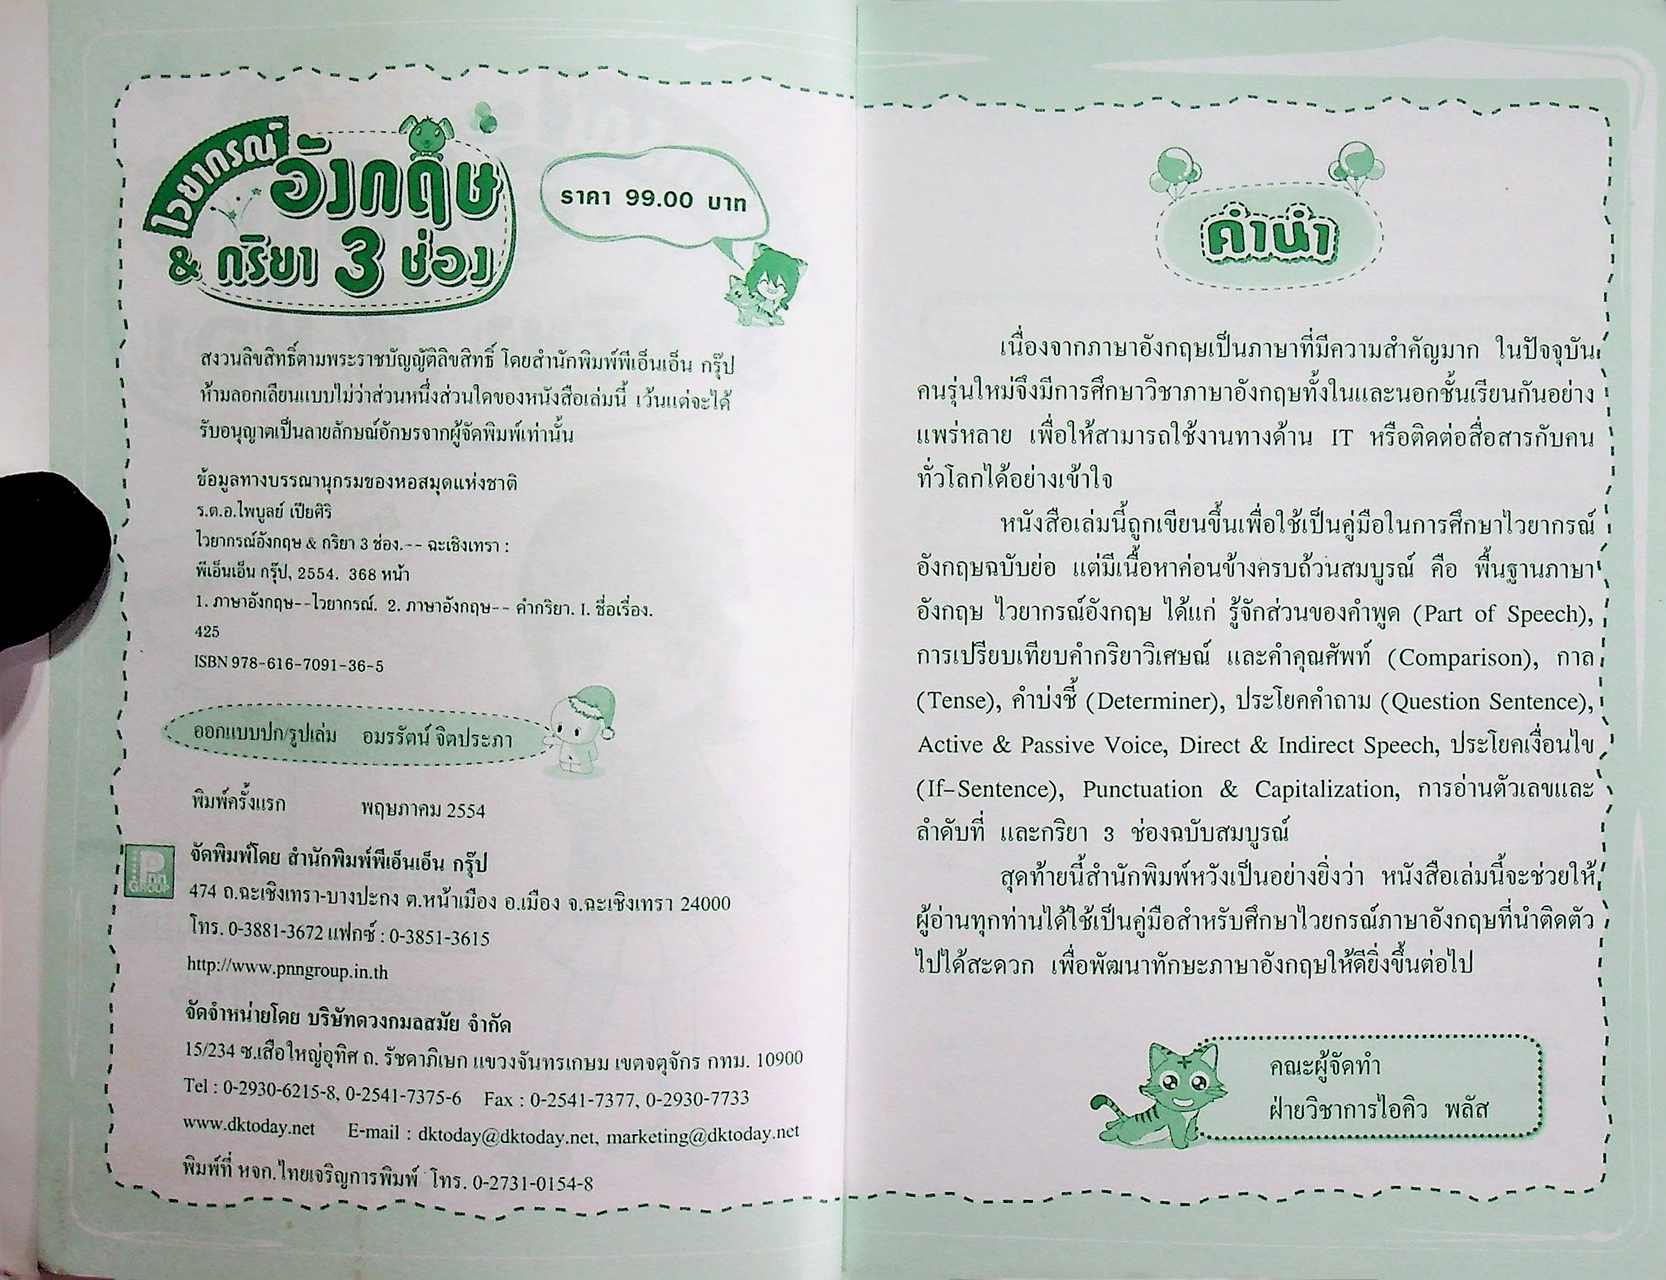 ไวยากรณ์
อังกฤษ
& กริยา 3 ช่อง
ราคา 99.00 บาท
สงวนลิขสิทธิ์ตามพระราชบัญญัติลิขสิทธิ์ โดยสำนักพิมพ์พีเอ็นเอ็น กรุ๊ป
ห้ามลอกเลียนแบบไม่ว่าส่วนหนึ่งส่วนใดของหนังสือเล่มนี้ เว้นแต่จะได้
รับอนุญาตเป็นลายลักษณ์อักษรจากผู้จัดพิมพ์เท่านั้น
ข้อมูลทางบรรณานุกรมของหอสมุดแห่งชาติ
ร.ต.อ.ไพบูลย์ เปียศิริ
ไวยากรณ์อังกฤษ & กริยา 3 ช่อง.-- ฉะเชิงเทรา :
พีเอ็นเอ็น กรุ๊ป, 2554. 368 หน้า
1. ภาษาอังกฤษ--ไวยากรณ์. 2. ภาษาอังกฤษ-- คำกริยา. I. ชื่อเรื่อง.
425
ISBN 978-616-7091-36-5
ออกแบบปก/รูปเล่ม อมรรัตน์ จิตประภา
พิมพ์ครั้งแรก พฤษภาคม 2554
Pnn
GROUP
จัดพิมพ์โดย สำนักพิมพ์พีเอ็นเอ็น กรุ๊ป
474 ถ.ฉะเชิงเทรา-บางปะกง ต.หน้าเมือง อ.เมือง จ.ฉะเชิงเทรา 24000
โทร. 0-3881-3672 แฟกซ์ : 0-3851-3615
http://www.pnngroup.in.th
จัดจำหน่ายโดย บริษัทดวงกมลสมัย จำกัด
15/234 ซ.เสือใหญ่อุทิศ ถ. รัชดาภิเษก แขวงจันทรเกษม เขตจตุจักร กทม. 10900
Tel : 0-2930-6215-8, 0-2541-7375-6 Fax : 0-2541-7377, 0-2930-7733
www.dktoday.net E-mail : dktoday@dktoday.net, marketing@dktoday.net
พิมพ์ที่ หจก.ไทยเจริญการพิมพ์ โทร. 0-2731-0154-8
คำนำ
เนื่องจากภาษาอังกฤษเป็นภาษาที่มีความสำคัญมาก ในปัจจุบัน
คนรุ่นใหม่จึงมีการศึกษาวิชาภาษาอังกฤษทั้งในและนอกชั้นเรียนกันอย่าง
แพร่หลาย เพื่อให้สามารถใช้งานทางด้าน IT หรือติดต่อสื่อสารกับคน
ทั่วโลกได้อย่างเข้าใจ
หนังสือเล่มนี้ถูกเขียนขึ้นเพื่อใช้เป็นคู่มือในการศึกษาไวยากรณ์
อังกฤษฉบับย่อ แต่มีเนื้อหาค่อนข้างครบถ้วนสมบูรณ์ คือ พื้นฐานภาษา
อังกฤษ ไวยากรณ์อังกฤษ ได้แก่ รู้จักส่วนของคำพูด (Part of Speech),
การเปรียบเทียบคำกริยาวิเศษณ์ และคำคุณศัพท์ (Comparison), กาล
(Tense), คำบ่งชี้ (Determiner), ประโยคคำถาม (Question Sentence),
Active & Passive Voice, Direct & Indirect Speech, ประโยคเงื่อนไข
(If-Sentence), Punctuation & Capitalization, การอ่านตัวเลขและ
ลำดับที่ และกริยา 3 ช่องฉบับสมบูรณ์
สุดท้ายนี้สำนักพิมพ์หวังเป็นอย่างยิ่งว่า หนังสือเล่มนี้จะช่วยให้
ผู้อ่านทุกท่านได้ใช้เป็นคู่มือสำหรับศึกษาไวยกรณ์ภาษาอังกฤษที่นำติดตัว
ไปได้สะดวก เพื่อพัฒนาทักษะภาษาอังกฤษให้ดียิ่งขึ้นต่อไป
คณะผู้จัดทำ
ฝ่ายวิชาการไอคิว พลัส